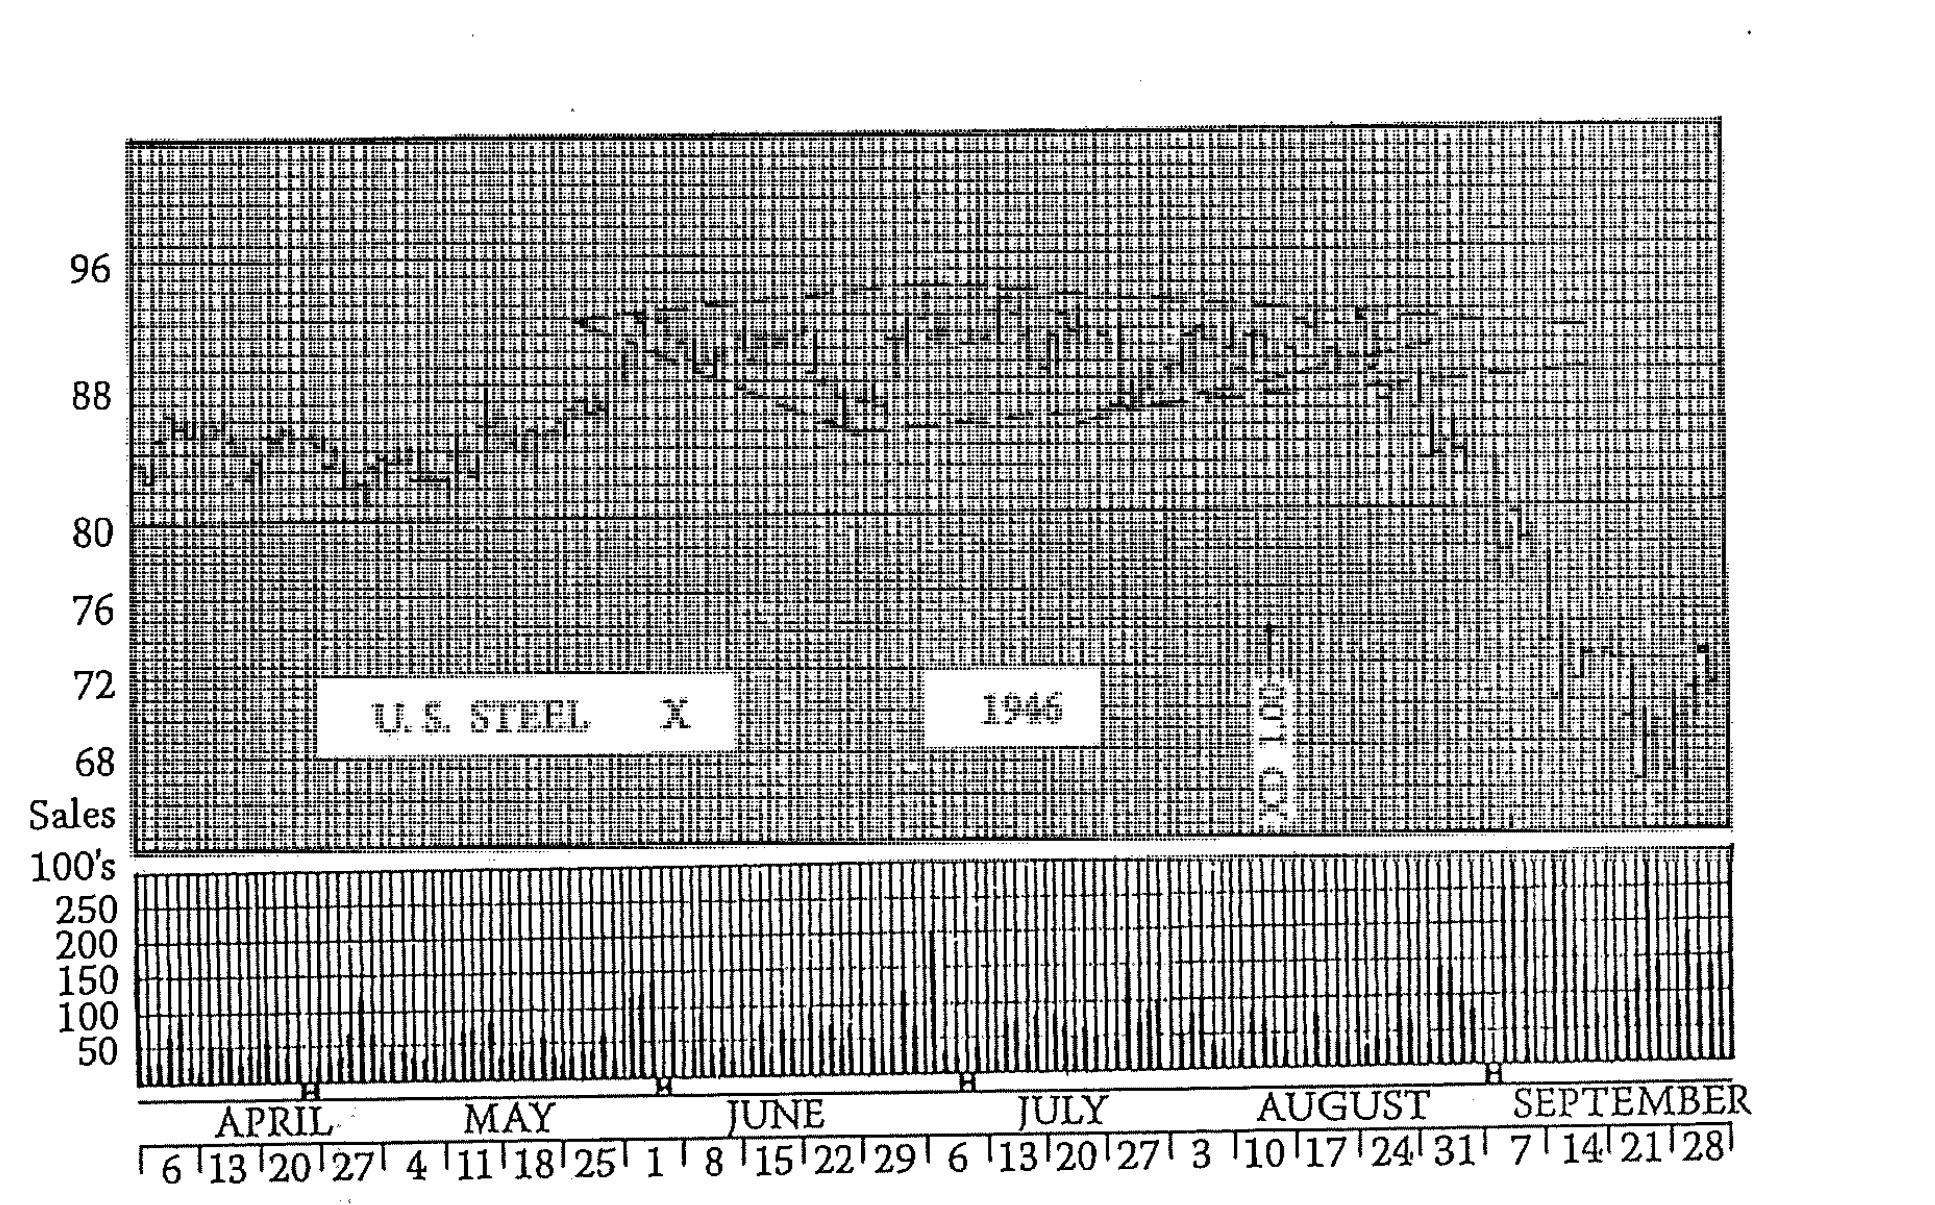 96
88
80
76
72
68
U. S. STEEL X
1946
XD 1.00
Sales
100's
250
200
150
100
50
H H H H
APRIL MAY JUNE JULY AUGUST SEPTEMBER
6 13 20 27 4 11 18 25 1 8 15 22 29 6 13 20 27 3 10 17 24 31 7 14 21 28